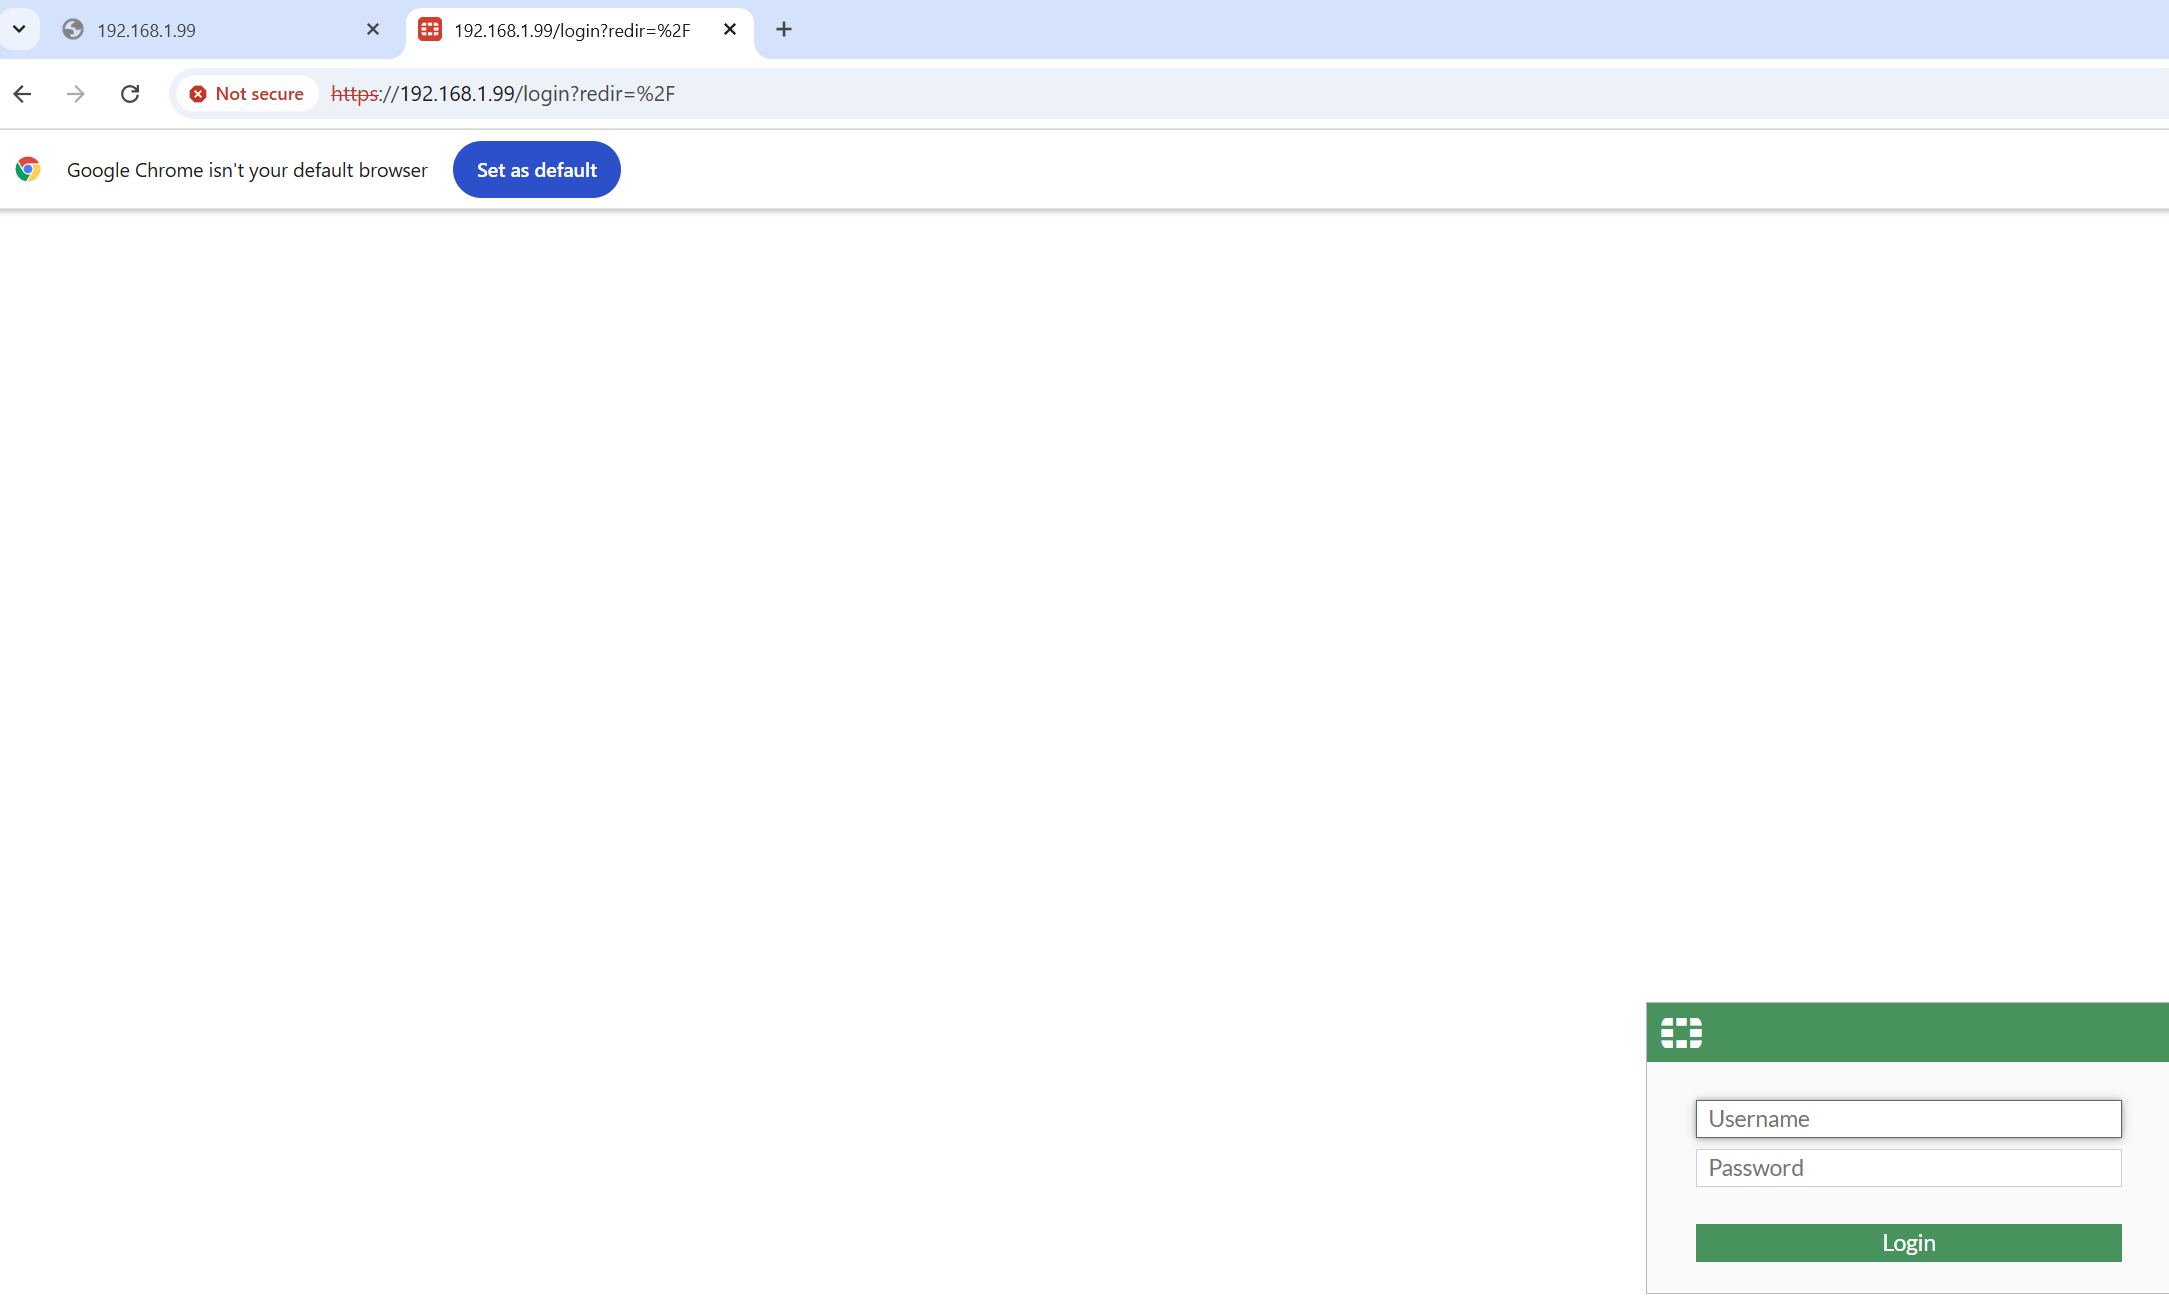 192.168.1.99
192.168.1.99/login?redir=%2F
Not secure https://192.168.1.99/login?redir=%2F
Google Chrome isn't your default browser Set as default
Username
Password
Login